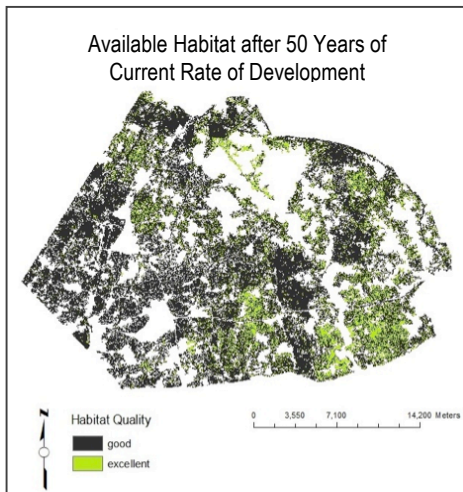 Available Habitat after 50 Years of
Current Rate of Development
N
Habitat Quality
good
excellent
0 3,550 7,100 14,200 Meters